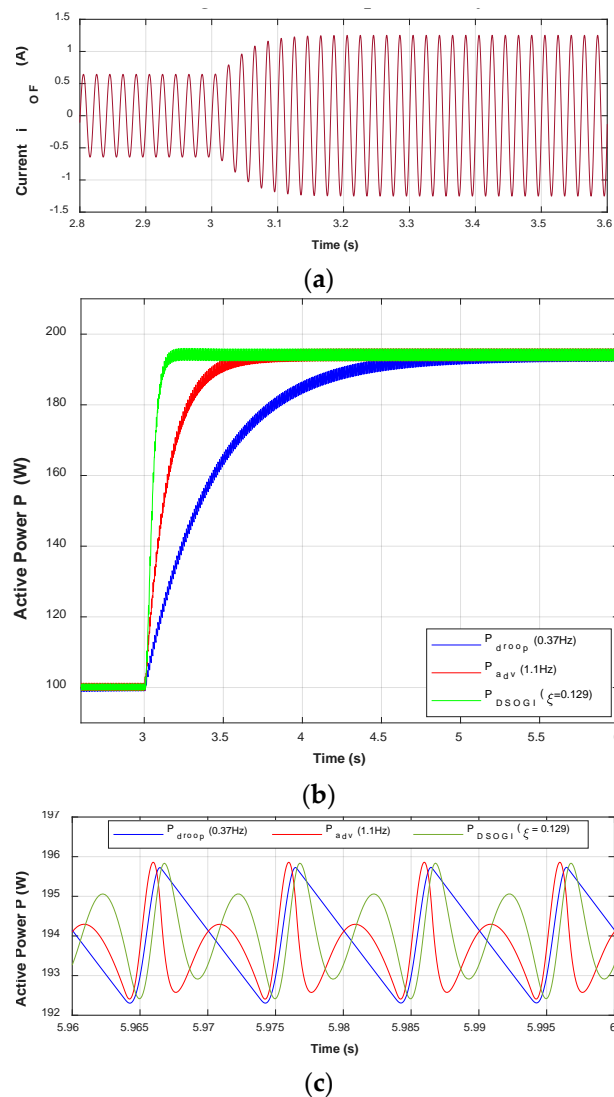 1.5
1
0.5
0
-0.5
-1
-1.5
Current i OF (A)
2.8 2.9 3 3.1 3.2 3.3 3.4 3.5 3.6
Time (s)
(a)
200
180
160
140
120
100
Active Power P (W)
P droop (0.37Hz)
P adv (1.1Hz)
P DSOGI (ξ=0.129)
3 3.5 4 4.5 5 5.5
Time (s)
(b)
P droop (0.37Hz) P adv (1.1Hz) P DSOGI (ξ = 0.129)
197
196
195
194
193
192
Active Power P (W)
5.96 5.965 5.97 5.975 5.98 5.985 5.99 5.995 6
Time (s)
(c)